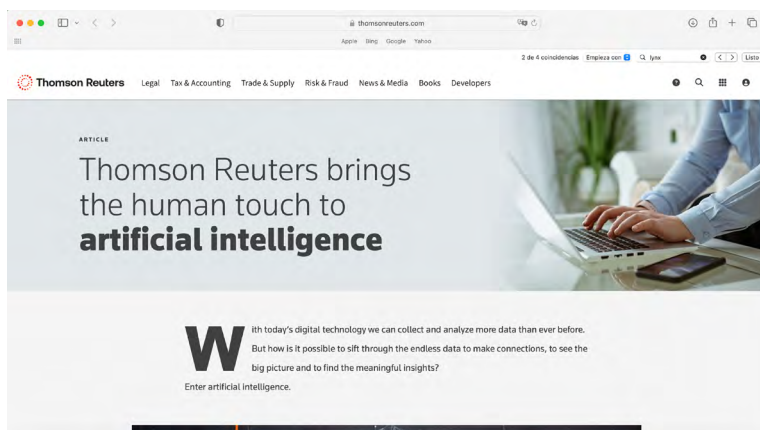 thomsonreuters.com
Apple Bing Google Yahoo
2 de 4 coincidencias Empieza con lynx Listo
Thomson Reuters Legal Tax & Accounting Trade & Supply Risk & Fraud News & Media Books Developers
ARTICLE
Thomson Reuters brings
the human touch to
artificial intelligence
With today's digital technology we can collect and analyze more data than ever before.
But how is it possible to sift through the endless data to make connections, to see the
big picture and to find the meaningful insights?
Enter artificial intelligence.